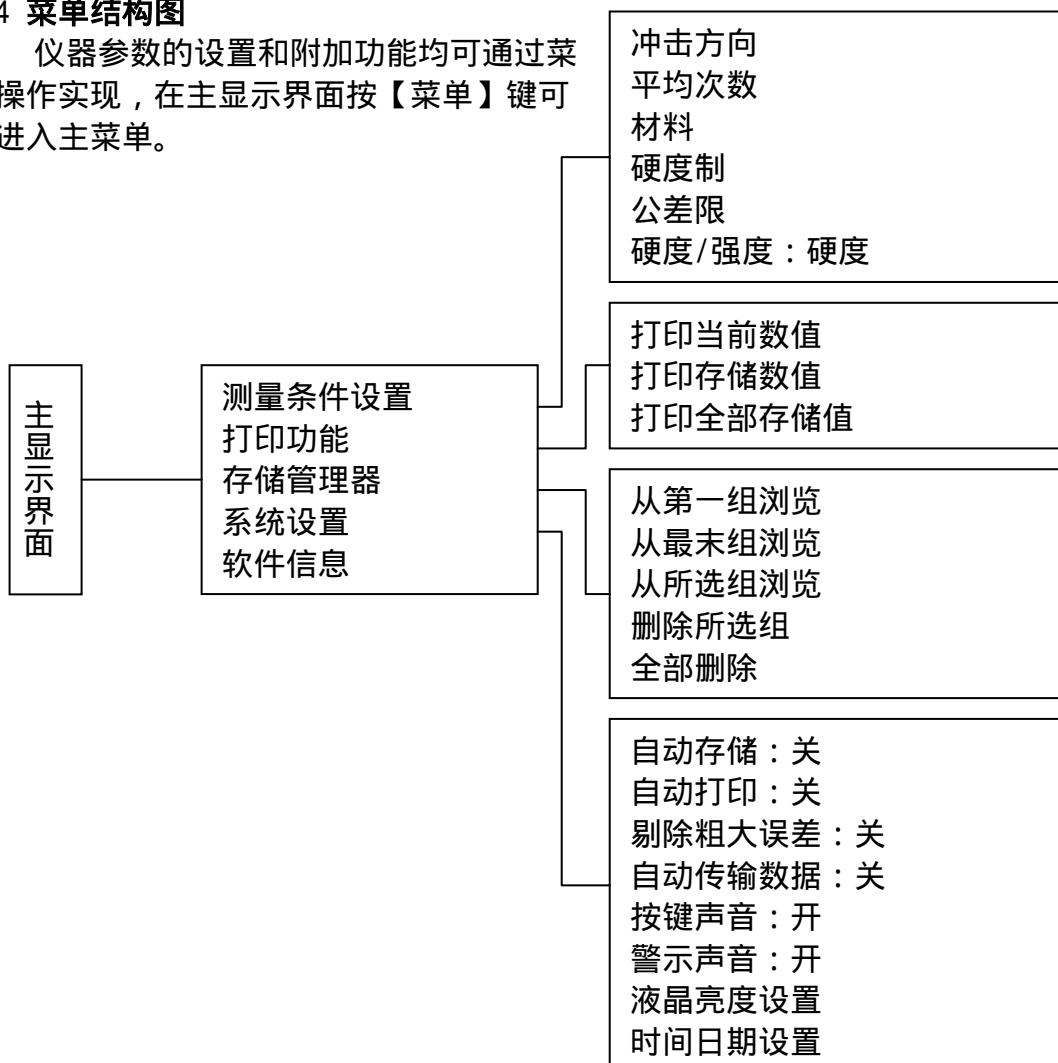 4 菜单结构图
仪器参数的设置和附加功能均可通过菜
操作实现，在主显示界面按【菜单】键可
进入主菜单。
主显示界面
测量条件设置
打印功能
存储管理器
系统设置
软件信息
冲击方向
平均次数
材料
硬度制
公差限
硬度/强度：硬度
打印当前数值
打印存储数值
打印全部存储值
从第一组浏览
从最末组浏览
从所选组浏览
删除所选组
全部删除
自动存储：关
自动打印：关
剔除粗大误差：关
自动传输数据：关
按键声音：开
警示声音：开
液晶亮度设置
时间日期设置